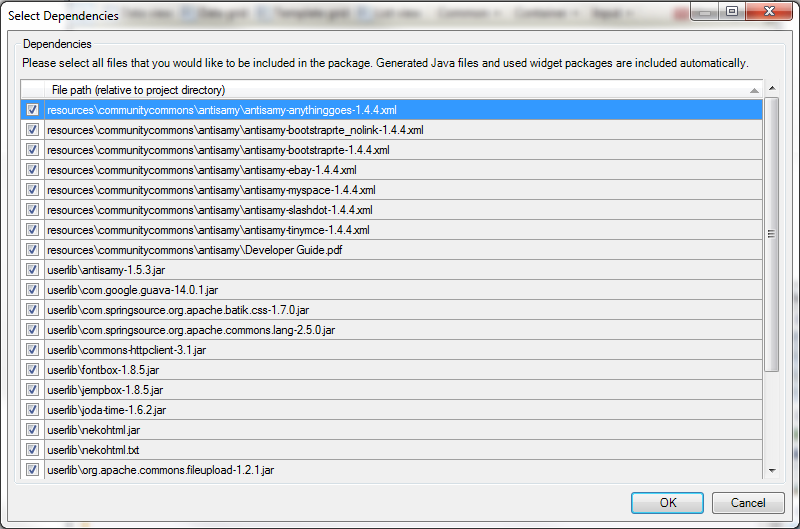 Select Dependencies
Data grid
Template grid
List view
Common
Container
Input
Dependencies
Please select all files that you would like to be included in the package. Generated Java files and used widget packages are included automatically.
File path (relative to project directory)
resources\communitycommons\antisamy\antisamy-anythinggoes-1.4.4.xml
resources\communitycommons\antisamy\antisamy-bootstraprte_nolink-1.4.4.xml
resources\communitycommons\antisamy\antisamy-bootstraprte-1.4.4.xml
resources\communitycommons\antisamy\antisamy-ebay-1.4.4.xml
resources\communitycommons\antisamy\antisamy-myspace-1.4.4.xml
resources\communitycommons\antisamy\antisamy-slashdot-1.4.4.xml
resources\communitycommons\antisamy\antisamy-tinymce-1.4.4.xml
resources\communitycommons\antisamy\Developer Guide.pdf
userlib\antisamy-1.5.3.jar
userlib\com.google.guava-14.0.1.jar
userlib\com.springsource.org.apache.batik.css-1.7.0.jar
userlib\com.springsource.org.apache.commons.lang-2.5.0.jar
userlib\commons-httpclient-3.1.jar
userlib\fontbox-1.8.5.jar
userlib\jempbox-1.8.5.jar
userlib\joda-time-1.6.2.jar
userlib\nekohtml.jar
userlib\nekohtml.txt
userlib\org.apache.commons.fileupload-1.2.1.jar
OK
Cancel